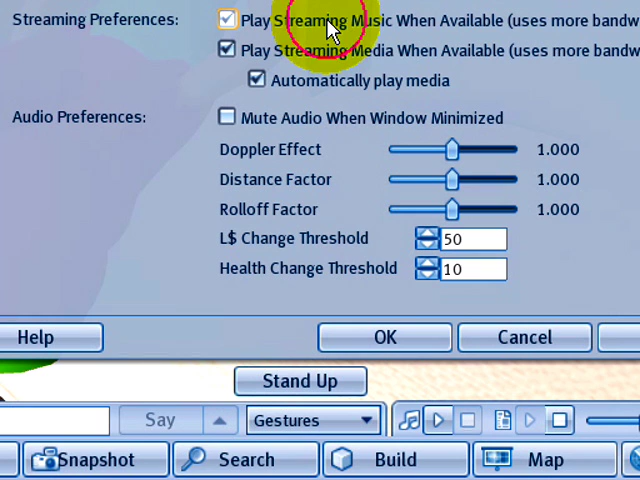 Streaming Preferences: Play Streaming Music When Available (uses more bandw
Play Streaming Media When Available (uses more bandw
Automatically play media
Audio Preferences: Mute Audio When Window Minimized
Doppler Effect 1.000
Distance Factor 1.000
Rolloff Factor 1.000
L$ Change Threshold 50
Health Change Threshold 10
Help OK Cancel
Stand Up
Say Gestures
Snapshot Search Build Map